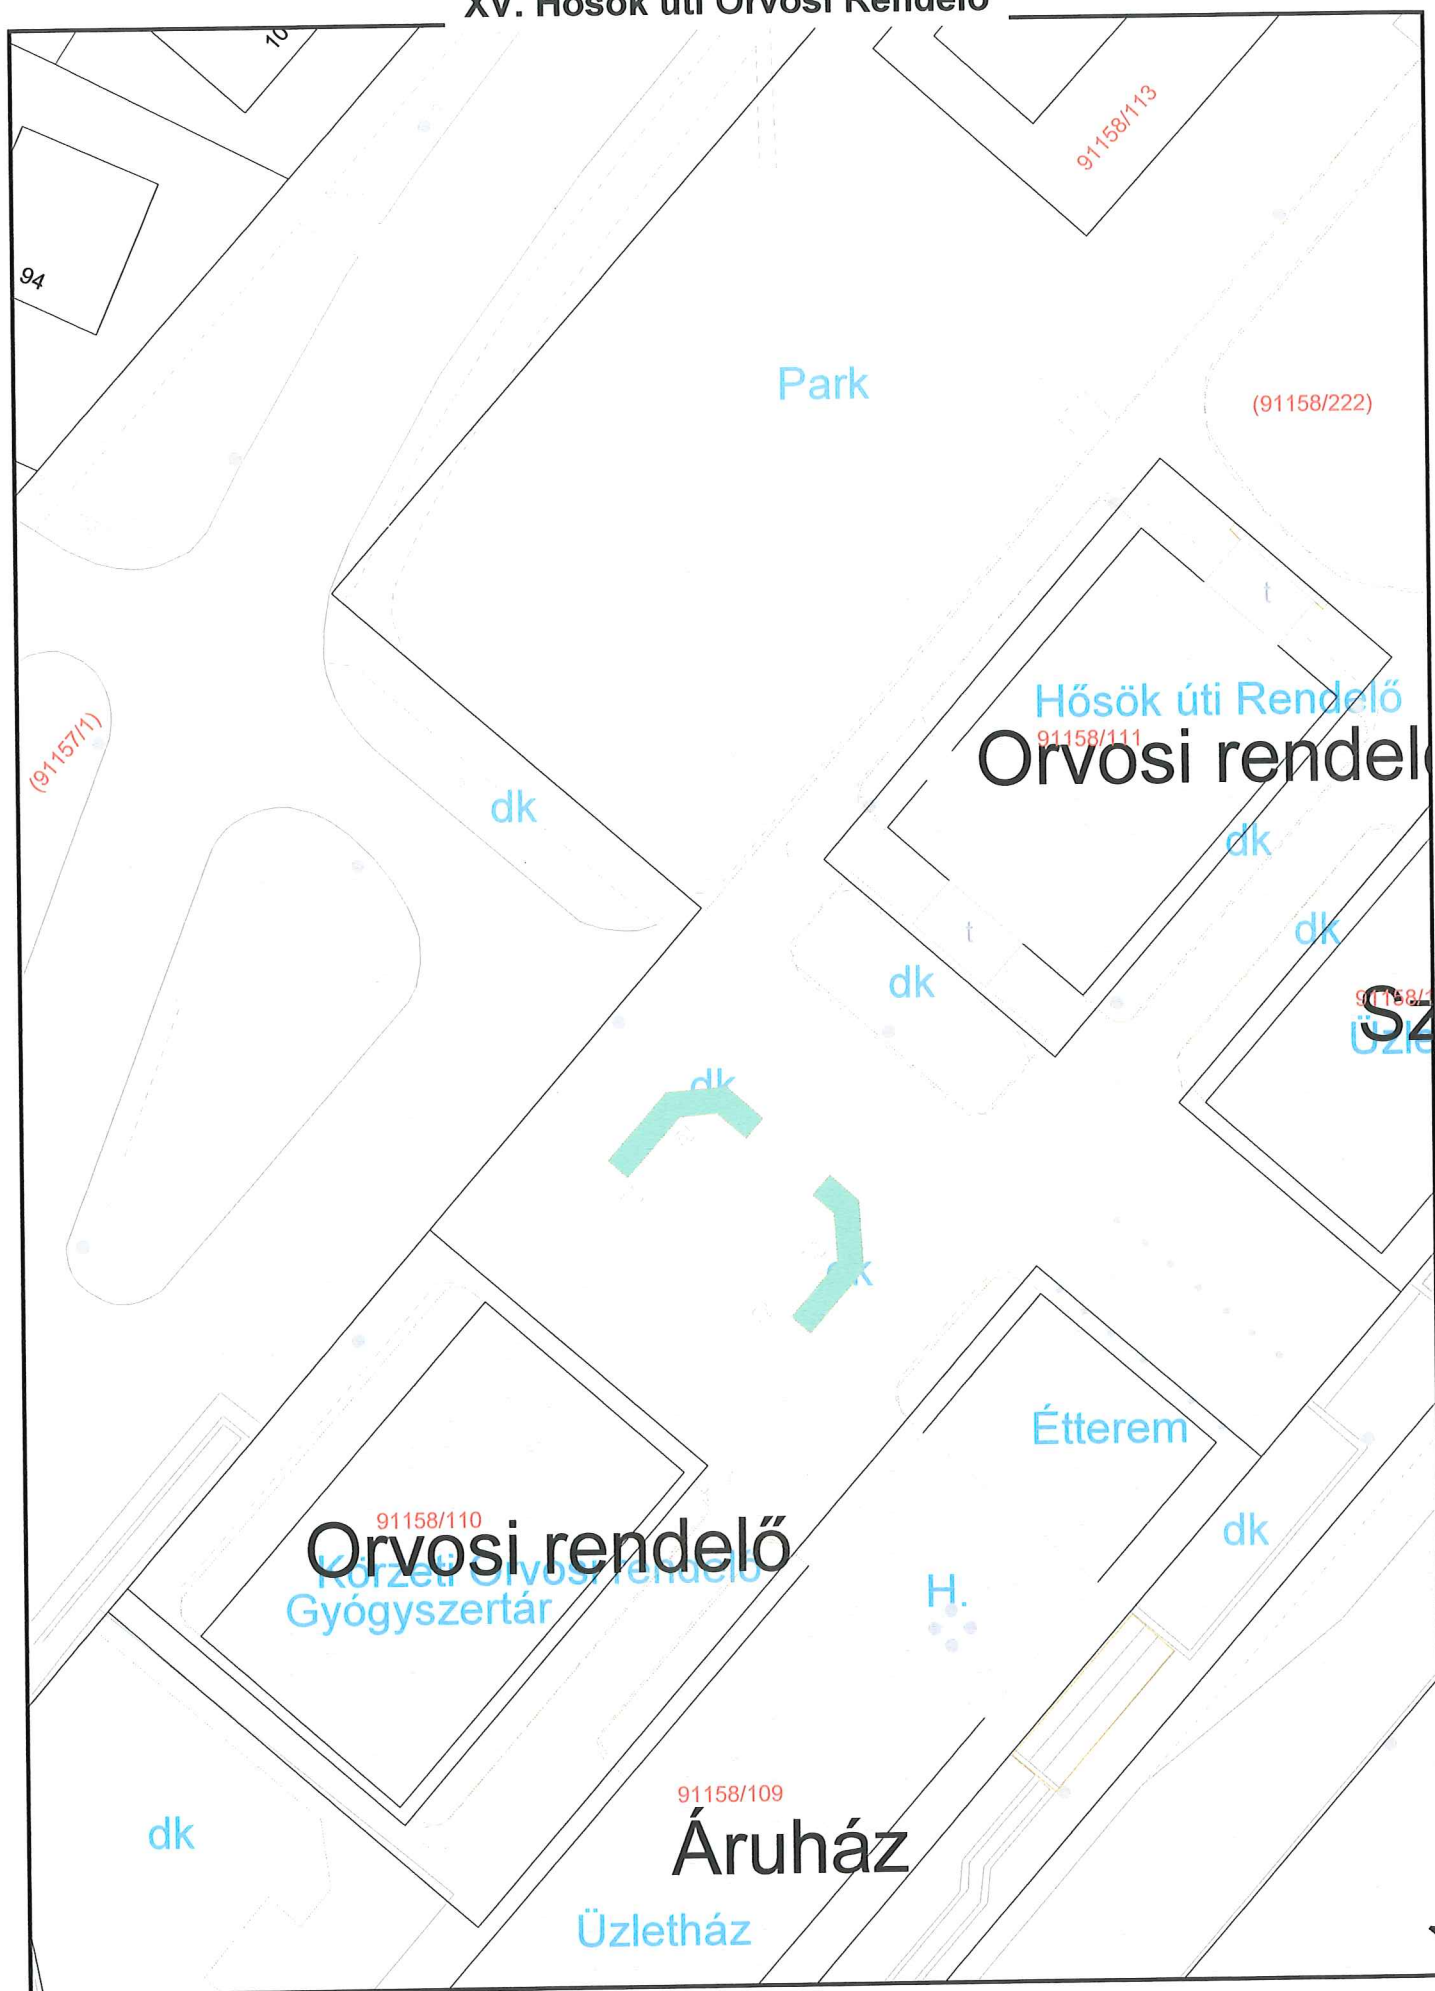 XV. Hősök úti Orvosi Rendelő
94
91158/113
Park
(91158/222)
t
Hősök úti Rendelő
91158/111
(91157/1)
dk
dk
dk
t
dk
dk
Étterem
91158/110
Orvosi rendelő
Körzeti Orvosi rendelő
Gyógyszertár
dk
H.
91158/109
Áruház
dk
Üzletház